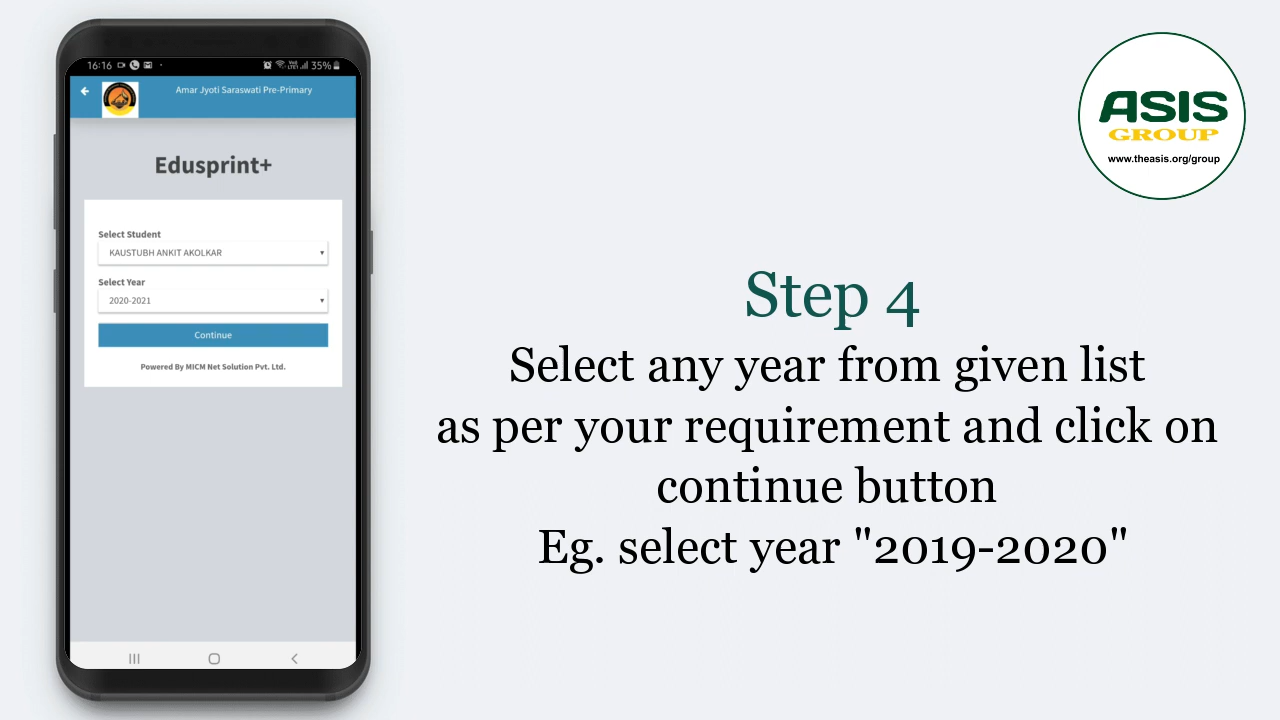 16:16
35%
Amar Jyoti Saraswati Pre-Primary
Edusprint+
Select Student
KAUSTUBH ANKIT AKOLKAR
Select Year
2020-2021
Continue
Powered By MICM Net Solution Pvt. Ltd.
ASIS
GROUP
www.theasis.org/group
Step 4
Select any year from given list
as per your requirement and click on
continue button
Eg. select year "2019-2020"